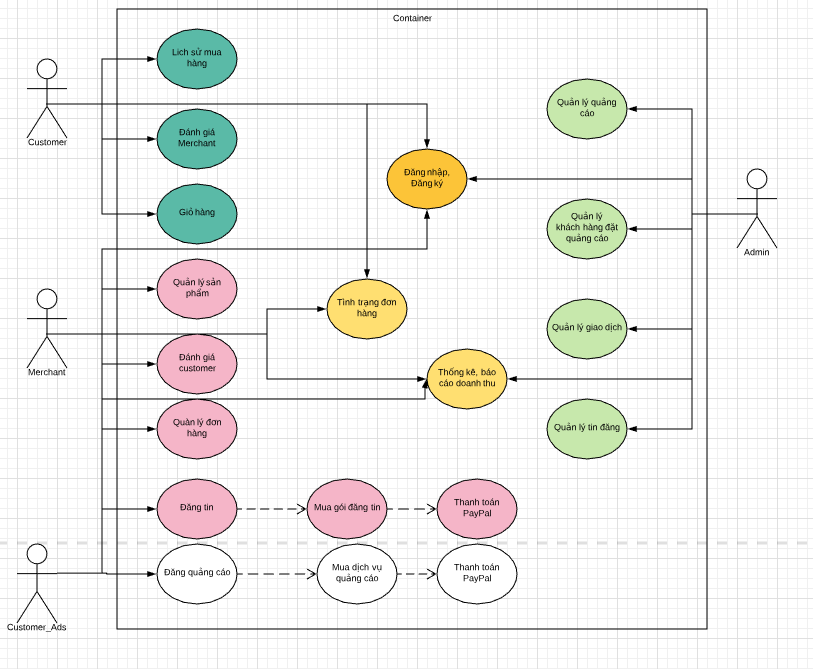 Container
Lich sử mua
hàng
Customer
Đánh giá
Merchant
Giỏ hàng
Đăng nhập,
Đăng ký
Quản lý quảng
cáo
Quản lý
khách hàng đặt
quảng cáo
Admin
Quản lý sản
phẩm
Tình trạng đơn
hàng
Quản lý giao dịch
Merchant
Đánh giá
customer
Thống kê, báo
cáo doanh thu
Quàn lý đơn
hàng
Quản lý tin đăng
Đăng tin
Mua gói đăng tin
Thanh toán
PayPal
Đăng quảng cáo
Mua dịch vụ
quảng cáo
Thanh toán
PayPal
Customer_Ads